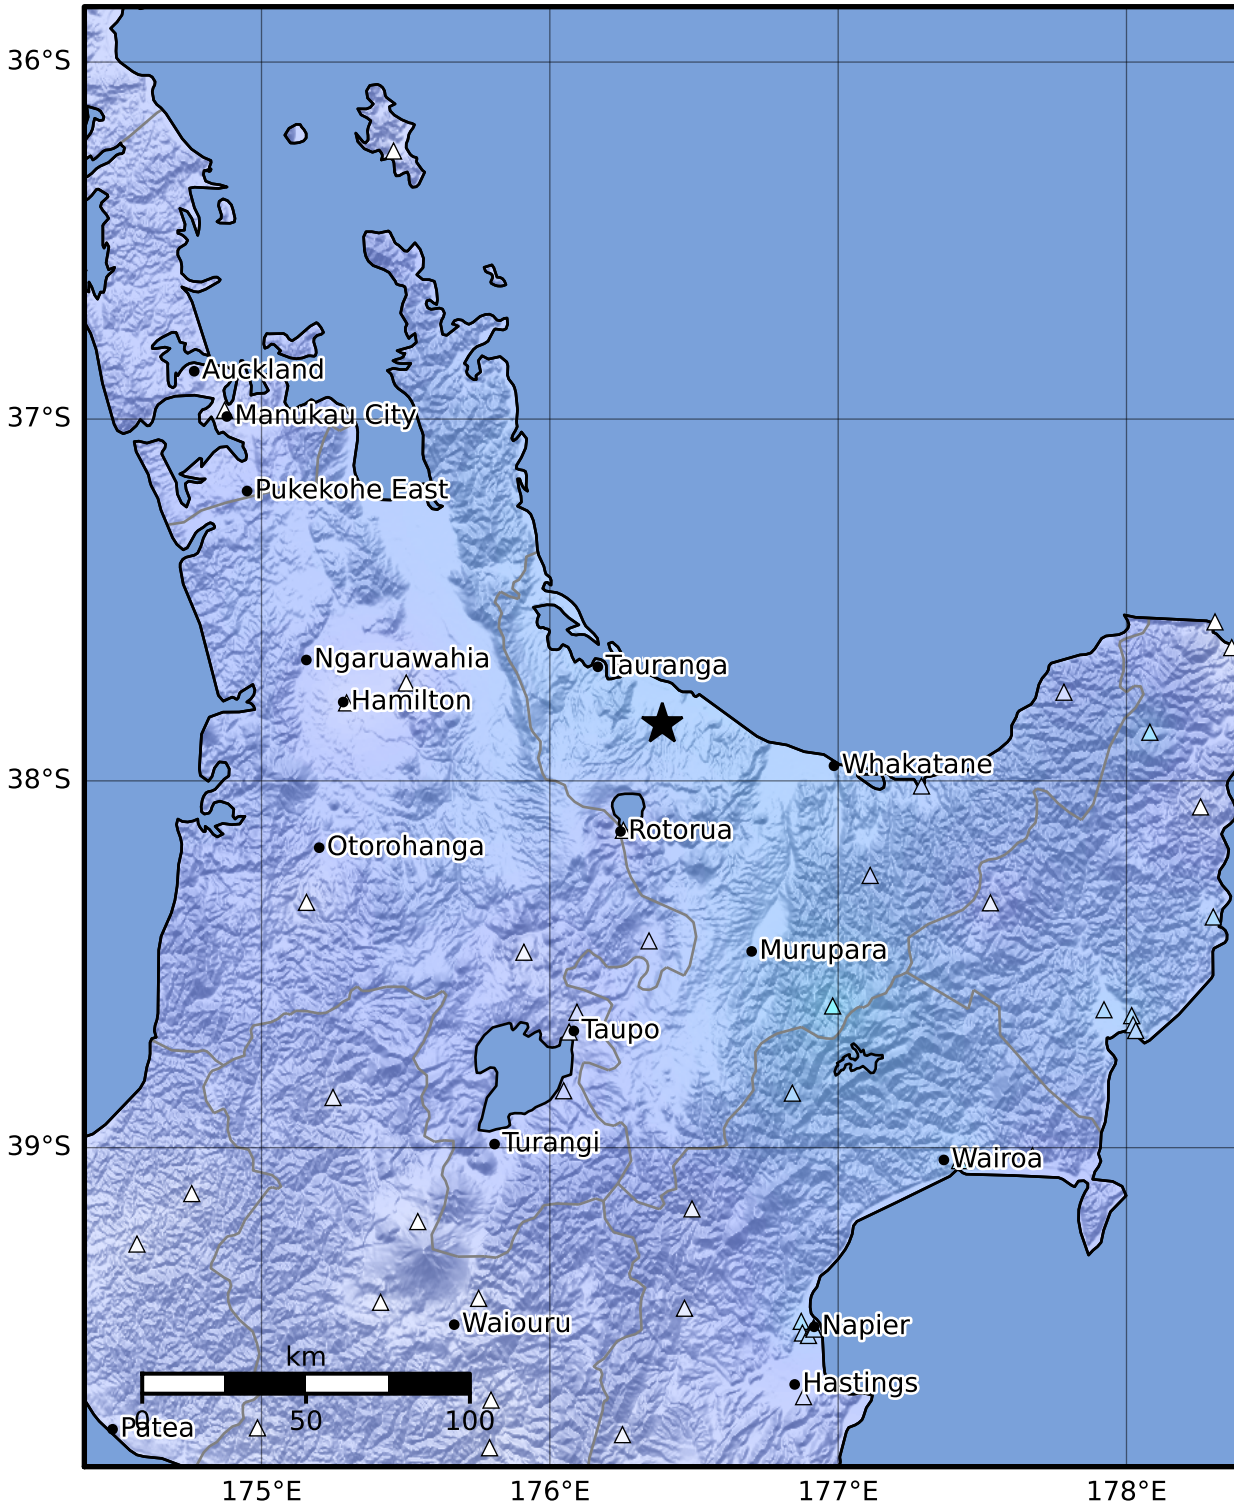 36°S
Auckland
Manukau City
37°S
Pukekohe East
Ngaruawahia
Tauranga
Hamilton
Whakatane
38°S
Rotorua
Otorohanga
Murupara
Taupo
Turangi
39°S
Wairoa
Waiouru
Napier
km
Hastings
0 50 100
Patea
175°E 176°E 177°E 178°E